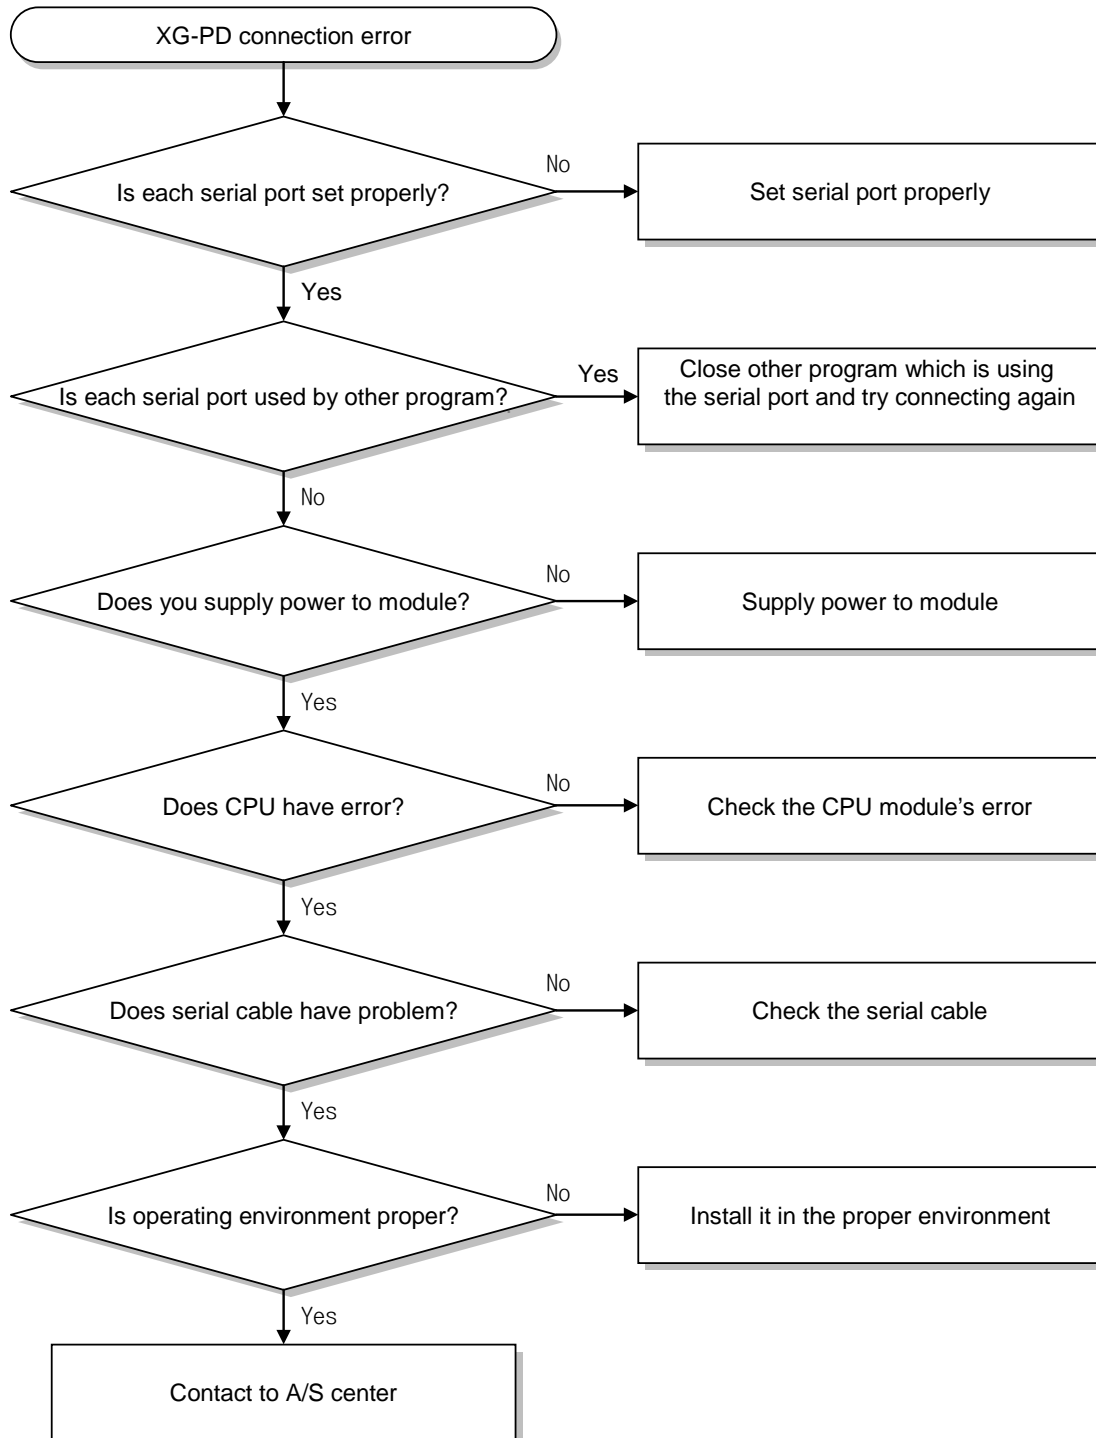 XG-PD connection error
Is each serial port set properly?
No
Set serial port properly
Yes
Is each serial port used by other program?
Yes
Close other program which is using
the serial port and try connecting again
No
Does you supply power to module?
No
Supply power to module
Yes
Does CPU have error?
No
Check the CPU module’s error
Yes
Does serial cable have problem?
No
Check the serial cable
Yes
Is operating environment proper?
No
Install it in the proper environment
Yes
Contact to A/S center